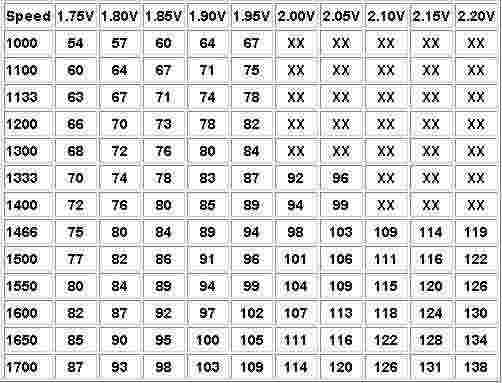 Speed 1.75V 1.80V 1.85V 1.90V 1.95V 2.00V 2.05V 2.10V 2.15V 2.20V
1000 54 57 60 64 67 XX XX XX XX XX
1100 60 64 67 71 75 XX XX XX XX XX
1133 63 67 71 74 78 XX XX XX XX XX
1200 66 70 73 78 82 XX XX XX XX XX
1300 68 72 76 80 84 XX XX XX XX XX
1333 70 74 78 83 87 92 96 XX XX XX
1400 72 76 80 85 89 94 99 XX XX XX
1466 75 80 84 89 94 98 103 109 114 119
1500 77 82 86 91 96 101 106 111 116 122
1550 80 84 89 94 99 104 109 115 120 126
1600 82 87 92 97 102 107 113 118 124 130
1650 85 90 95 100 105 111 116 122 128 134
1700 87 93 98 103 109 114 120 126 131 138